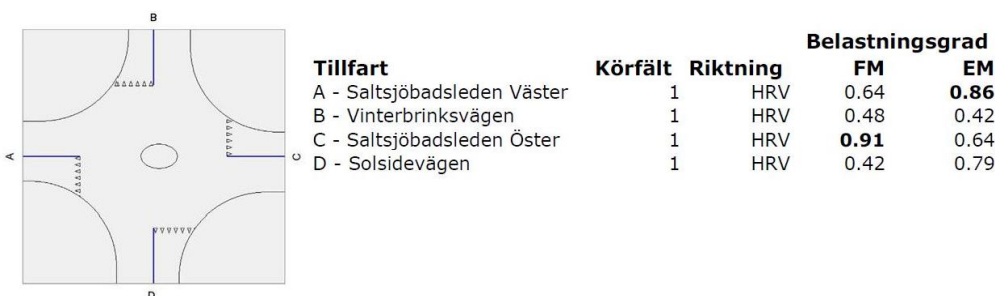 B
A
C
D
Belastningsgrad
Tillfart Körfält Riktning FM EM
A - Saltsjöbadsleden Väster 1 HRV 0.64 0.86
B - Vinterbrinksvägen 1 HRV 0.48 0.42
C - Saltsjöbadsleden Öster 1 HRV 0.91 0.64
D - Solsidevägen 1 HRV 0.42 0.79